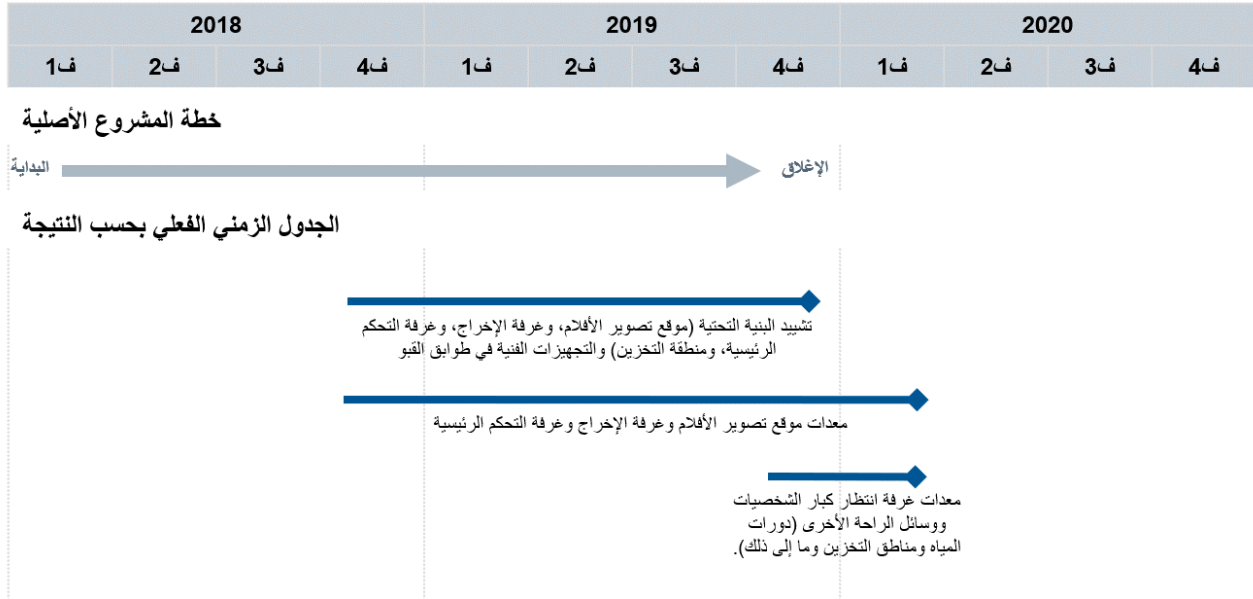 2018 2019 2020
ف1 ف2 ف3 ف4 ف1 ف2 ف3 ف4 ف1 ف2 ف3 ف4
خطة المشروع الأصلية
البداية
الإغلاق
الجدول الزمني الفعلي بحسب النتيجة
تشييد البنية التحتية (موقع تصوير الأفلام، وغرفة الإخراج، وغرفة التحكم
الرئيسية، ومنطقة التخزين) والتجهيزات الفنية في طوابق القبو
معدات موقع تصوير الأفلام وغرفة الإخراج وغرفة التحكم الرئيسية
معدات غرفة انتظار كبار الشخصيات
ووسائل الراحة الأخرى (دورات
المياه ومناطق التخزين وما إلى ذلك).